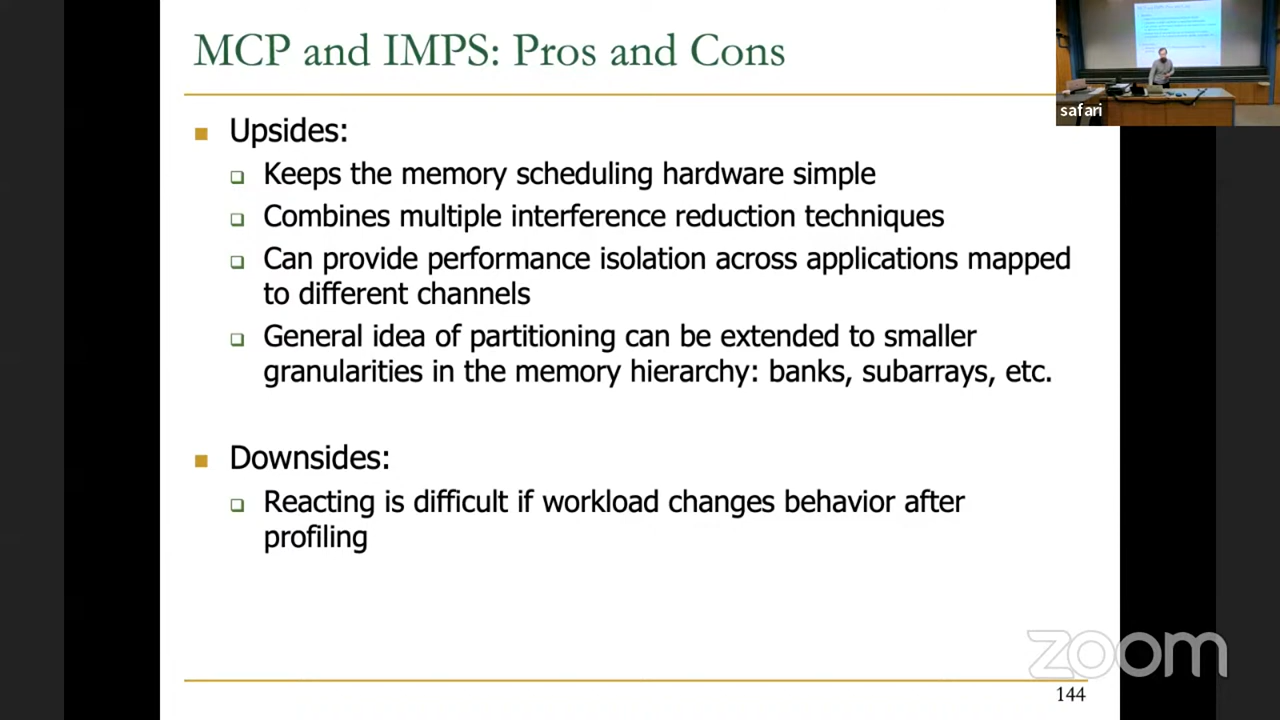 MCP and IMPS: Pros and Cons
safari
Upsides:
Keeps the memory scheduling hardware simple
Combines multiple interference reduction techniques
Can provide performance isolation across applications mapped
to different channels
General idea of partitioning can be extended to smaller
granularities in the memory hierarchy: banks, subarrays, etc.
Downsides:
Reacting is difficult if workload changes behavior after
profiling
zoom
144